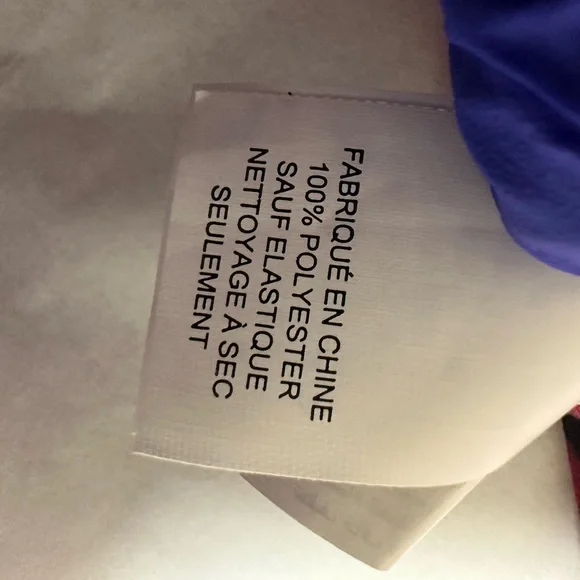 FABRIQUÉ EN CHINE
100% POLYESTER
SAUF ELASTIQUE
NETTOYAGE À SEC
SEULEMENT